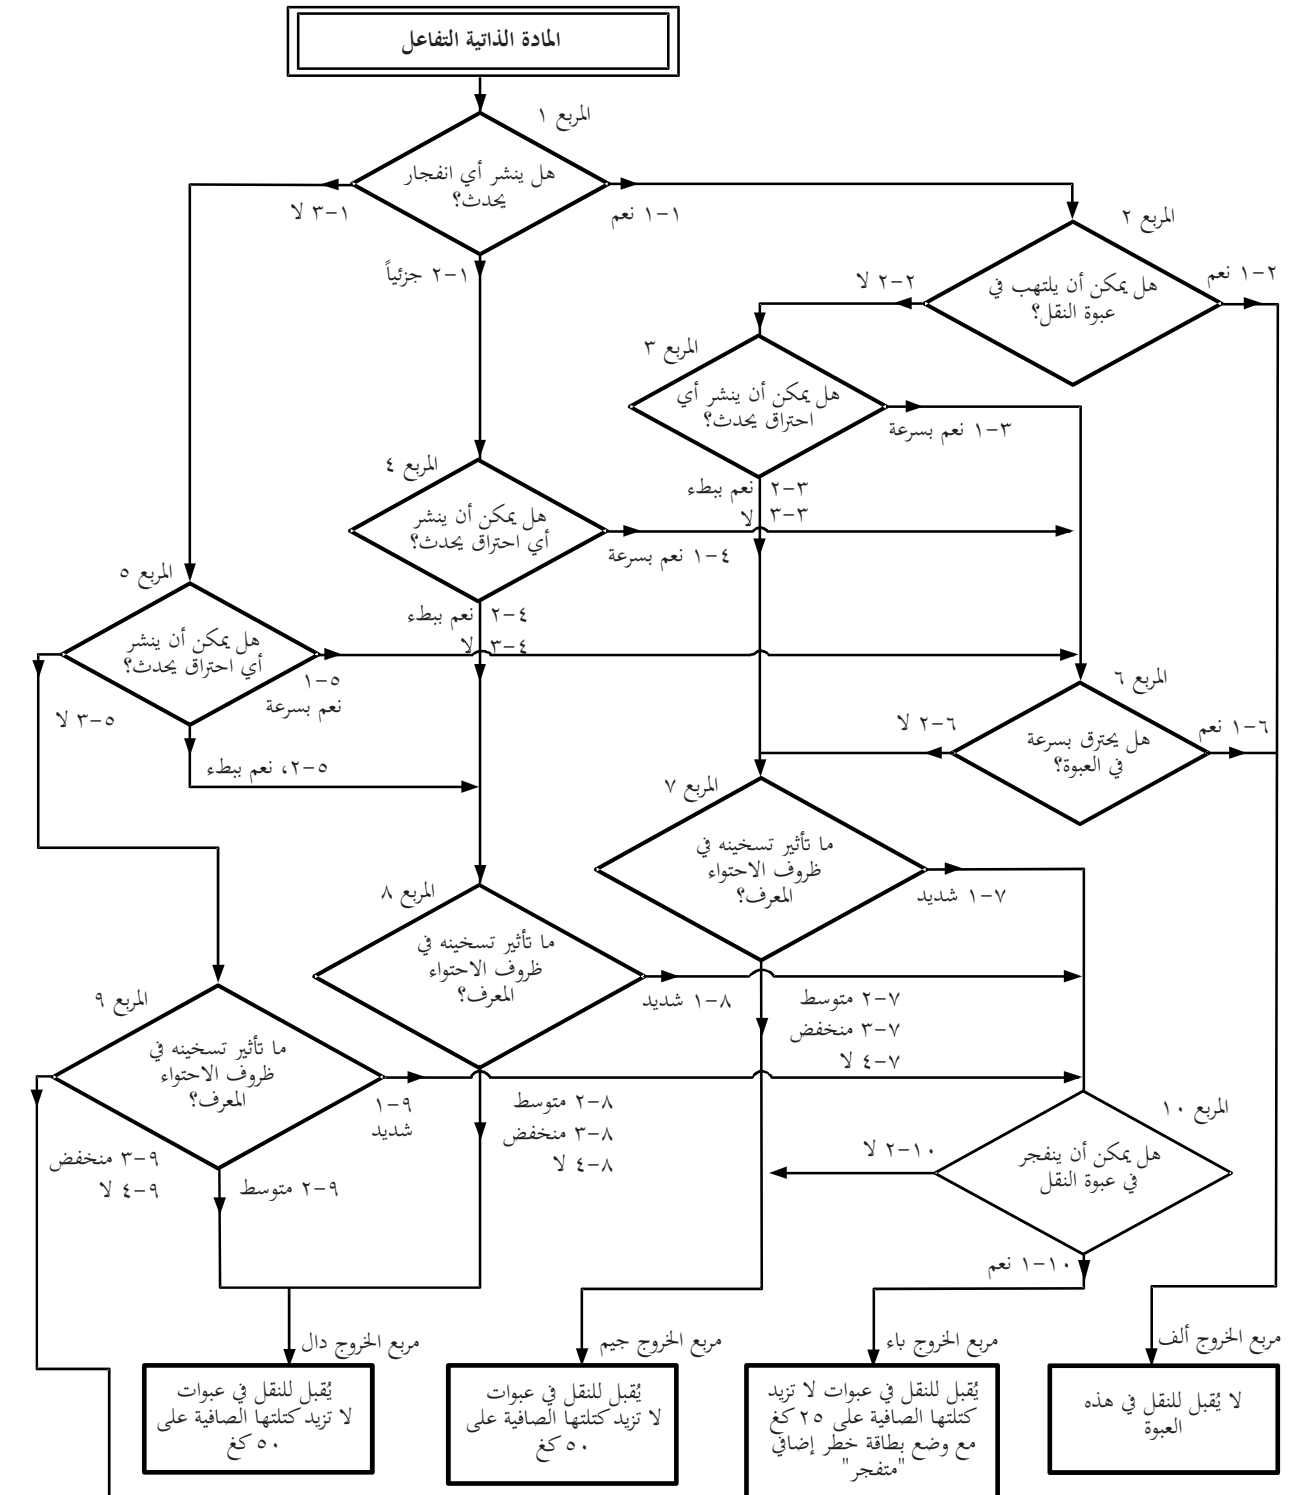 المادة الذاتية التفاعل
المربع ١
هل ينشر أي انفجار
يحدث؟
١-٣ لا
١-١ نعم
١-٢ جزئياً
المربع ٢
هل يمكن أن يلتهب في
عبوة النقل؟
٢-٢ لا
٢-١ نعم
المربع ٣
هل يمكن أن ينشر أي
احتراق يحدث؟
٣-١ نعم بسرعة
٣-٢ نعم ببطء
٣-٣ لا
المربع ٤
هل يمكن أن ينشر
أي احتراق يحدث؟
٤-١ نعم بسرعة
٤-٢ نعم ببطء
٤-٣ لا
المربع ٥
هل يمكن أن ينشر
أي احتراق يحدث؟
٥-١
نعم بسرعة
٥-٣ لا
٥-٢، نعم ببطء
المربع ٦
هل يحترق بسرعة
في العبوة؟
٦-٢ لا
٦-١ نعم
المربع ٧
ما تأثير تسخينه في
ظروف الاحتواء
المعرف؟
٧-١ شديد
٧-٢ متوسط
٧-٣ منخفض
٧-٤ لا
المربع ٨
ما تأثير تسخينه في
ظروف الاحتواء
المعرف؟
٨-١ شديد
٨-٢ متوسط
٨-٣ منخفض
٨-٤ لا
المربع ٩
ما تأثير تسخينه في
ظروف الاحتواء
المعرف؟
٩-١
شديد
٩-٢ متوسط
٩-٣ منخفض
٩-٤ لا
المربع ١٠
هل يمكن أن ينفجر
في عبوة النقل
١٠-٢ لا
١٠-١ نعم
مربع الخروج ألف
لا يُقبل للنقل في هذه
العبوة
مربع الخروج باء
يُقبل للنقل في عبوات لا تزيد
كتلتها الصافية على ٢٥ كغ
مع وضع بطاقة خطر إضافي
"متفجر"
مربع الخروج جيم
يُقبل للنقل في عبوات
لا تزيد كتلتها الصافية على
٥٠ كغ
مربع الخروج دال
يُقبل للنقل في عبوات
لا تزيد كتلتها الصافية على
٥٠ كغ